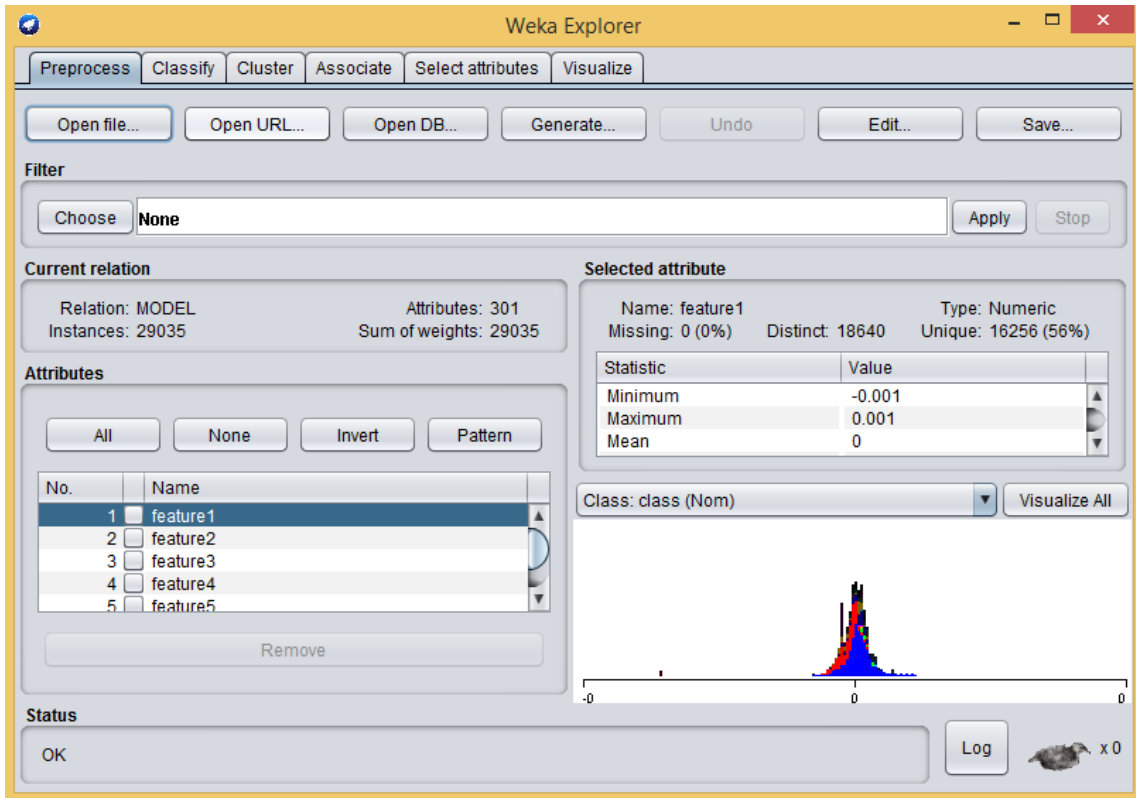 Weka Explorer
Preprocess Classify Cluster Associate Select attributes Visualize
Open file... Open URL... Open DB... Generate... Undo Edit... Save...
Filter
Choose None Apply Stop
Current relation
Relation: MODEL Attributes: 301
Instances: 29035 Sum of weights: 29035
Selected attribute
Name: feature1 Type: Numeric
Missing: 0 (0%) Distinct: 18640 Unique: 16256 (56%)
Statistic Value
Minimum -0.001
Maximum 0.001
Mean 0
Attributes
All None Invert Pattern
No. Name
1 feature1
2 feature2
3 feature3
4 feature4
5 feature5
Remove
Class: class (Nom) Visualize All
-0 0 0
Status
OK
Log x 0